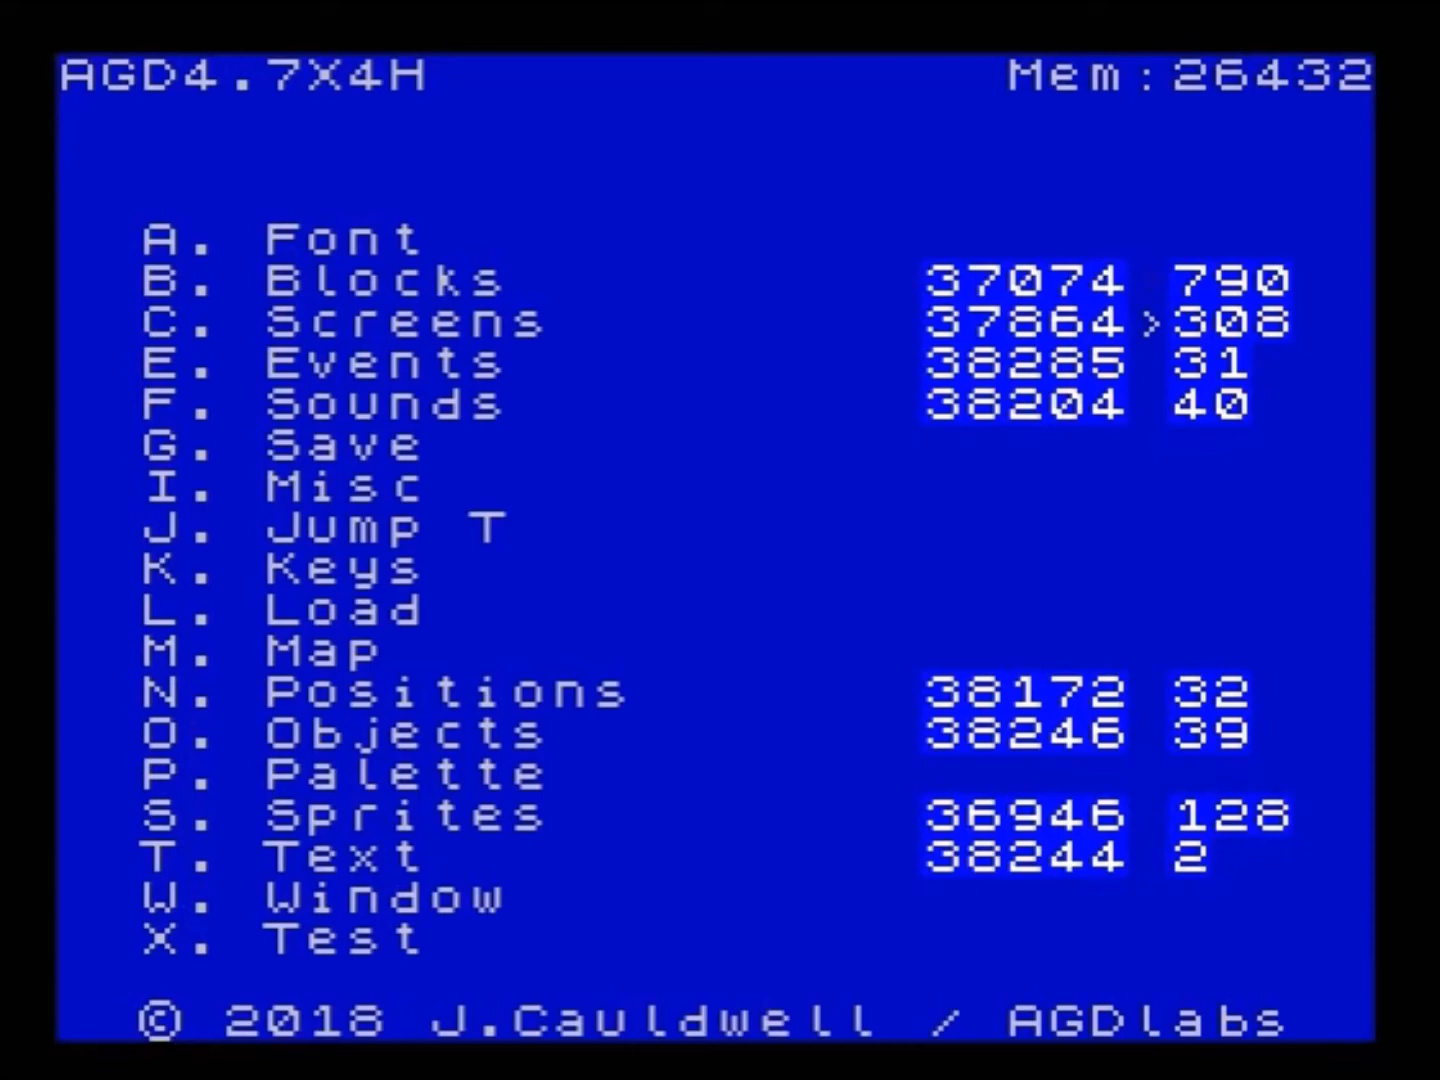 AGD4.7X4H Mem:26432
A. Font
B. Blocks 37074 790
C. Screens 37864 >308
E. Events 38285 31
F. Sounds 38204 40
G. Save
I. Misc
J. Jump T
K. Keys
L. Load
M. Map
N. Positions 38172 32
O. Objects 38246 39
P. Palette
S. Sprites 36946 128
T. Text 38244 2
W. Window
X. Test
© 2018 J.Cauldwell / AGDlabs